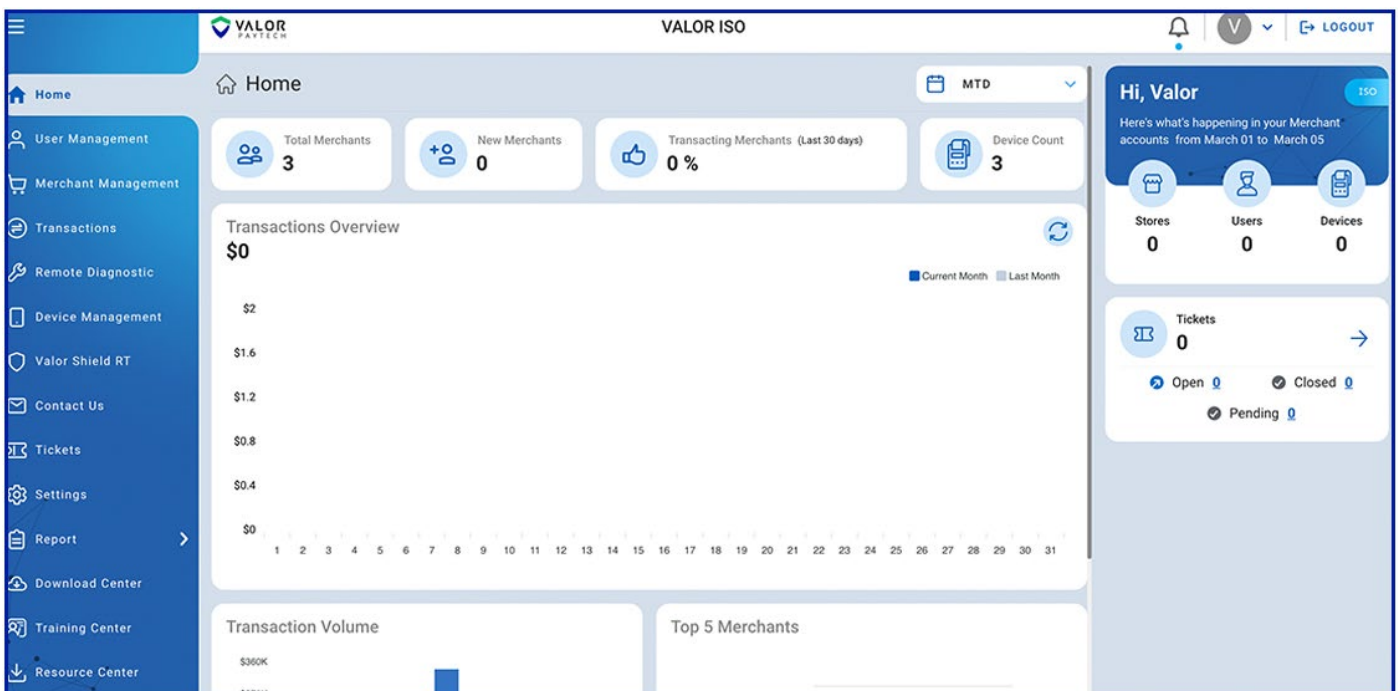 VALOR
PAYTECH
VALOR ISO
V
LOGOUT
Home
User Management
Merchant Management
Transactions
Remote Diagnostic
Device Management
Valor Shield RT
Contact Us
Tickets
Settings
Report
Download Center
Training Center
Resource Center
Home
MTD
Total Merchants
3
New Merchants
0
Transacting Merchants (Last 30 days)
0 %
Device Count
3
Transactions Overview
$0
Current Month Last Month
$2
$1.6
$1.2
$0.8
$0.4
$0
1 2 3 4 5 6 7 8 9 10 11 12 13 14 15 16 17 18 19 20 21 22 23 24 25 26 27 28 29 30 31
Transaction Volume
$360K
Top 5 Merchants
Hi, Valor
ISO
Here's what's happening in your Merchant
accounts from March 01 to March 05
Stores
0
Users
0
Devices
0
Tickets
0
Open 0
Closed 0
Pending 0